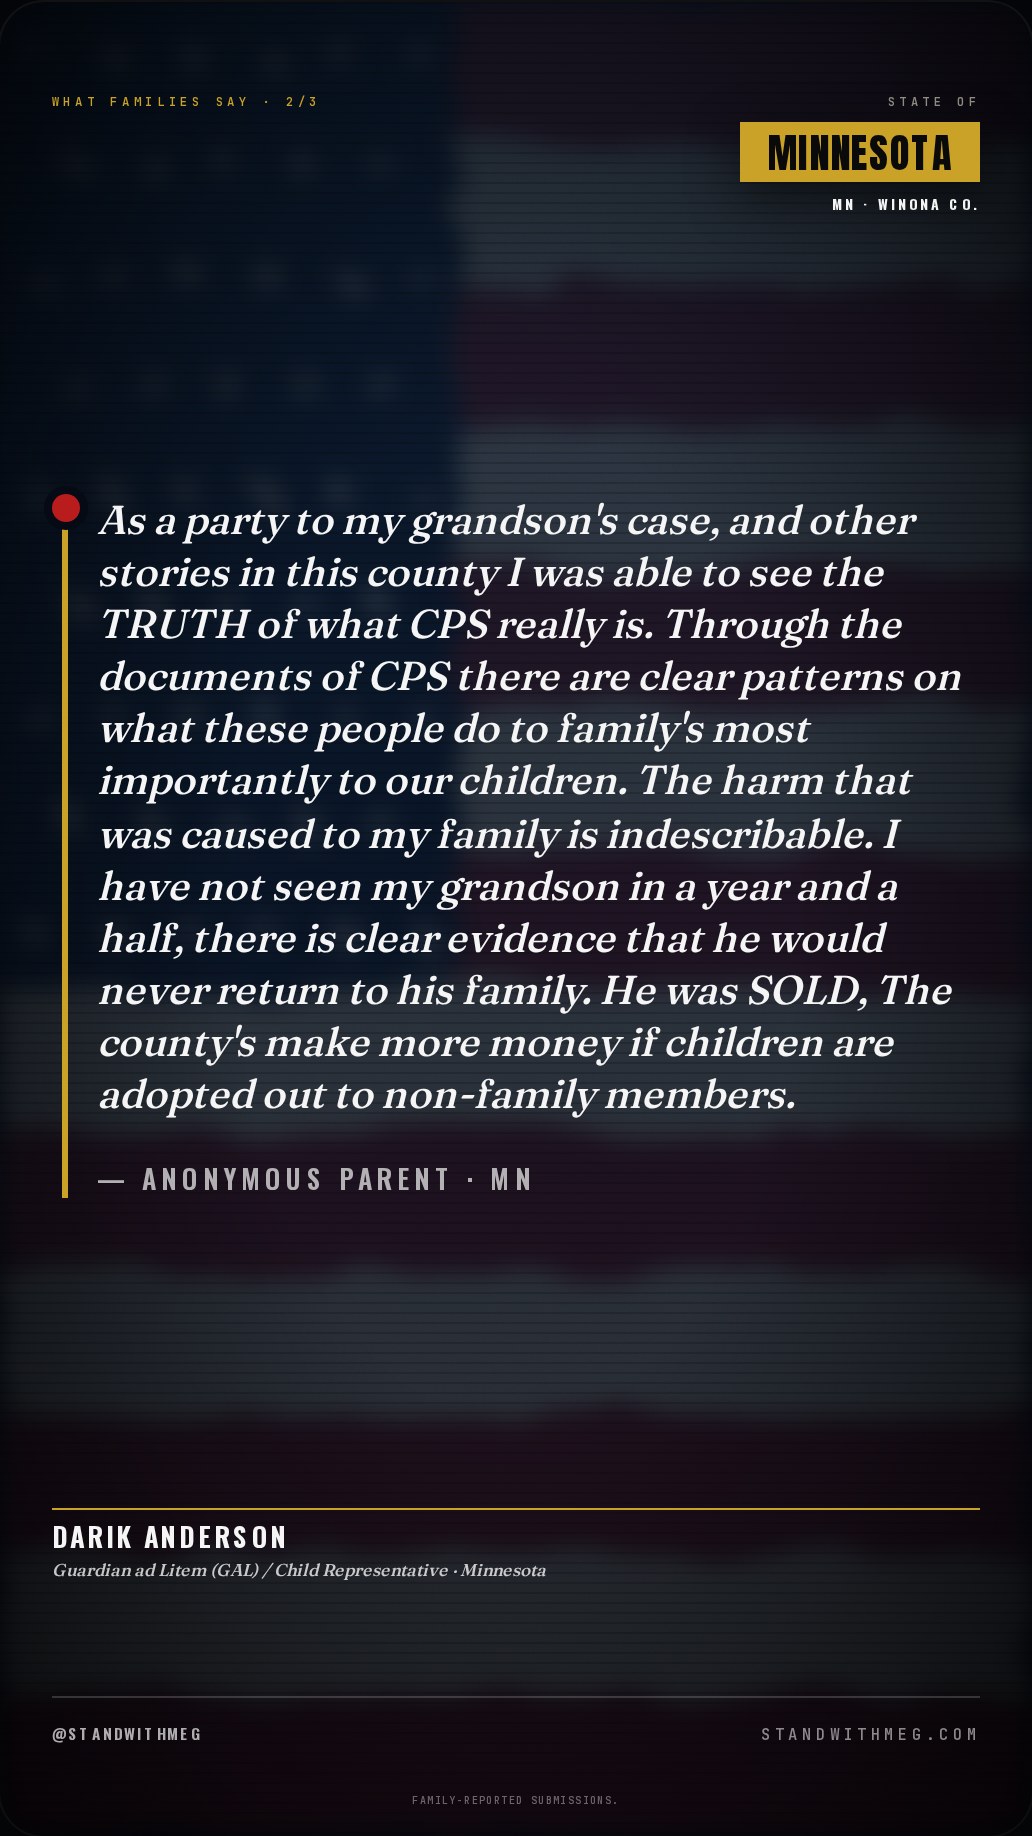 WHAT FAMILIES SAY · 2/3
STATE OF
MINNESOTA
MN · WINONA CO.
As a party to my grandson's case, and other
stories in this county I was able to see the
TRUTH of what CPS really is. Through the
documents of CPS there are clear patterns on
what these people do to family's most
importantly to our children. The harm that
was caused to my family is indescribable. I
have not seen my grandson in a year and a
half, there is clear evidence that he would
never return to his family. He was SOLD, The
county's make more money if children are
adopted out to non-family members.
— ANONYMOUS PARENT · MN
DARIK ANDERSON
Guardian ad Litem (GAL) / Child Representative · Minnesota
@STANDWITHMEG
STANDWITHMEG.COM
FAMILY-REPORTED SUBMISSIONS.